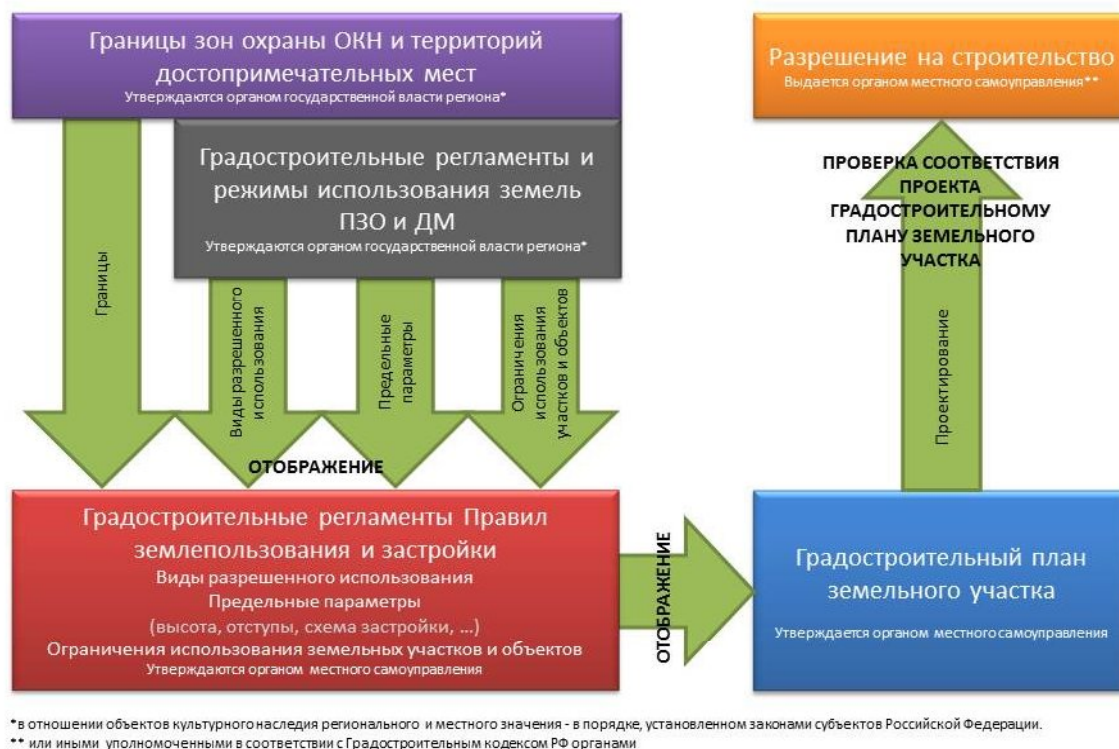 Границы зон охраны ОКН и территорий
достопримечательных мест
Утверждаются органом государственной власти региона*
Градостроительные регламенты и
режимы использования земель
ПЗО и ДМ
Утверждаются органом государственной власти региона*
Границы
Виды разрешенного
использования
Предельные
параметры
Ограничения
использования
участков и объектов
ОТОБРАЖЕНИЕ
Градостроительные регламенты Правил
землепользования и застройки
Виды разрешенного использования
Предельные параметры
(высота, отступы, схема застройки, ...)
Ограничения использования земельных участков и объектов
Утверждаются органом местного самоуправления
ОТОБРАЖЕНИЕ
Градостроительный план
земельного участка
Утверждается органом местного самоуправления
Проектирование
ПРОВЕРКА СООТВЕТСТВИЯ
ПРОЕКТА
ГРАДОСТРОИТЕЛЬНОМУ
ПЛАНУ ЗЕМЕЛЬНОГО
УЧАСТКА
Разрешение на строительство
Выдается органом местного самоуправления**
*в отношении объектов культурного наследия регионального и местного значения - в порядке, установленном законами субъектов Российской Федерации.
** или иными уполномоченными в соответствии с Градостроительным кодексом РФ органами